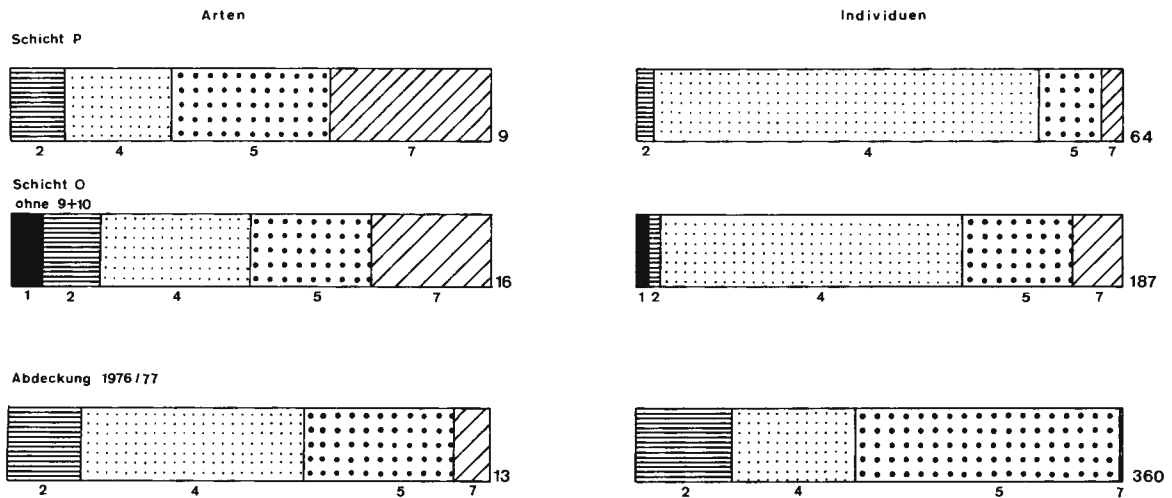 Arten
Individuen
Schicht P
9
64
2 4 5 7
2 4 5 7
Schicht O
ohne 9+10
16
187
1 2 4 5 7
1 2 4 5 7
Abdeckung 1976/77
13
360
2 4 5 7
2 4 5 7